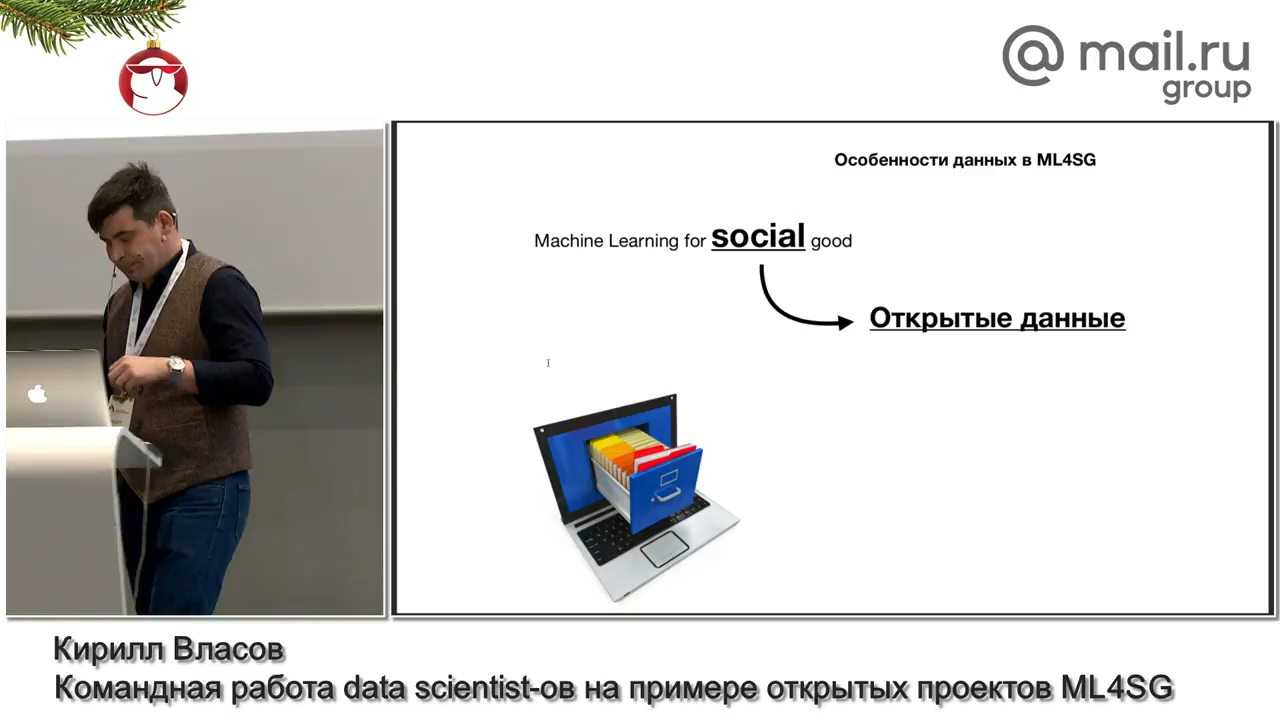 @ mail.ru
group
Особенности данных в ML4SG
Machine Learning for social good
Открытые данные
Кирилл Власов
Командная работа data scientist-ов на примере открытых проектов ML4SG